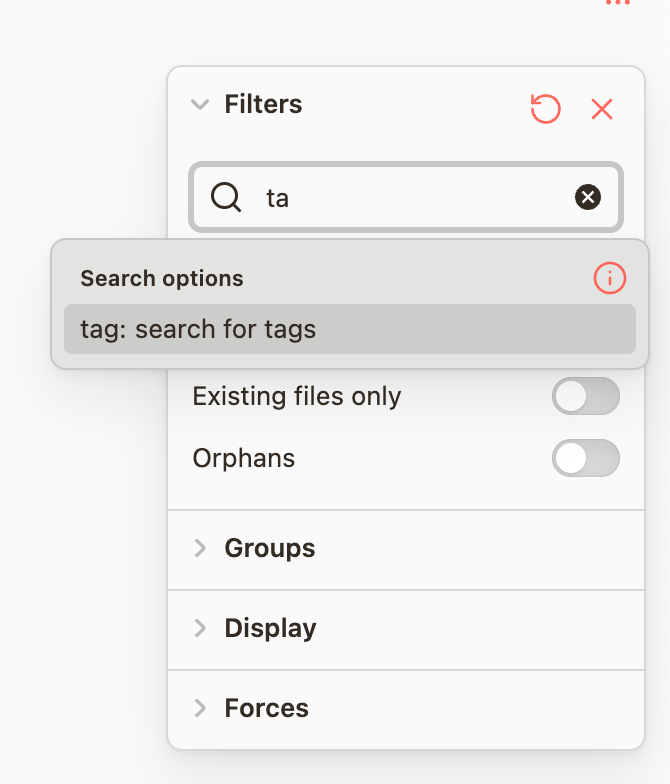 Filters
ta
Search options
tag: search for tags
Existing files only
Orphans
Groups
Display
Forces